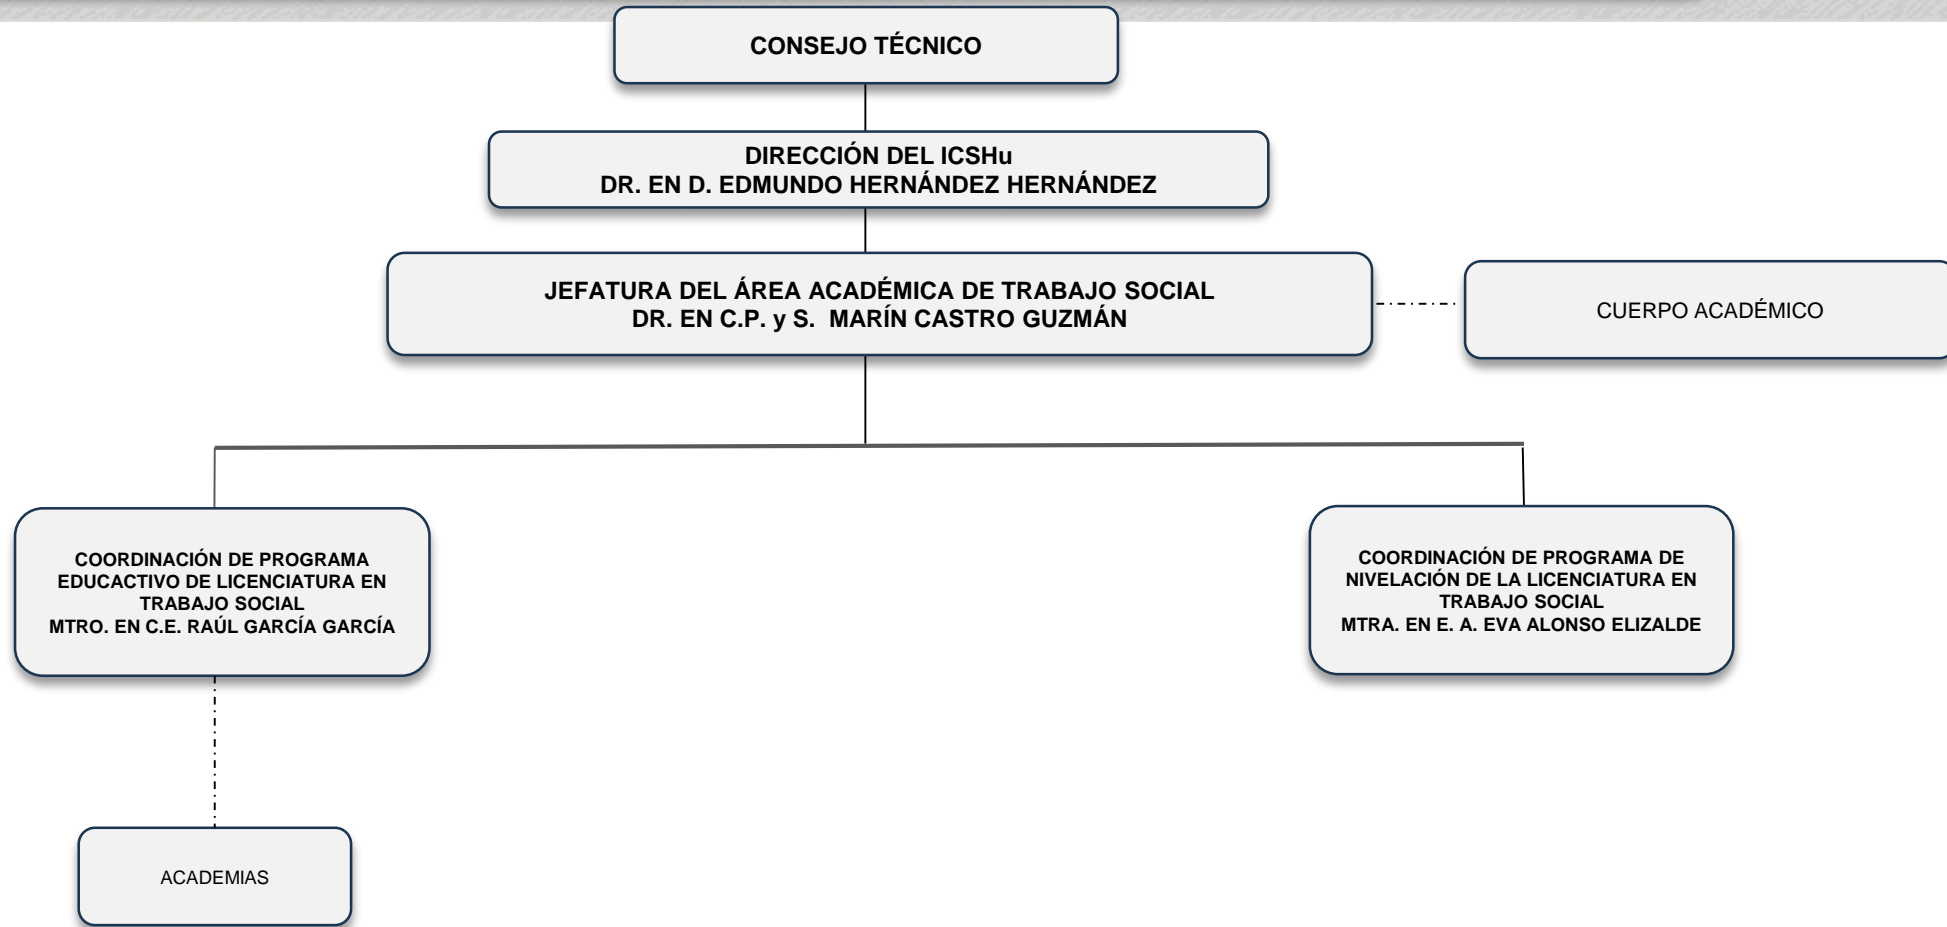 CONSEJO TÉCNICO
DIRECCIÓN DEL ICSHu
DR. EN D. EDMUNDO HERNÁNDEZ HERNÁNDEZ
JEFATURA DEL ÁREA ACADÉMICA DE TRABAJO SOCIAL
DR. EN C.P. y S. MARÍN CASTRO GUZMÁN
CUERPO ACADÉMICO
COORDINACIÓN DE PROGRAMA
EDUCACTIVO DE LICENCIATURA EN
TRABAJO SOCIAL
MTRO. EN C.E. RAÚL GARCÍA GARCÍA
COORDINACIÓN DE PROGRAMA DE
NIVELACIÓN DE LA LICENCIATURA EN
TRABAJO SOCIAL
MTRA. EN E. A. EVA ALONSO ELIZALDE
ACADEMIAS